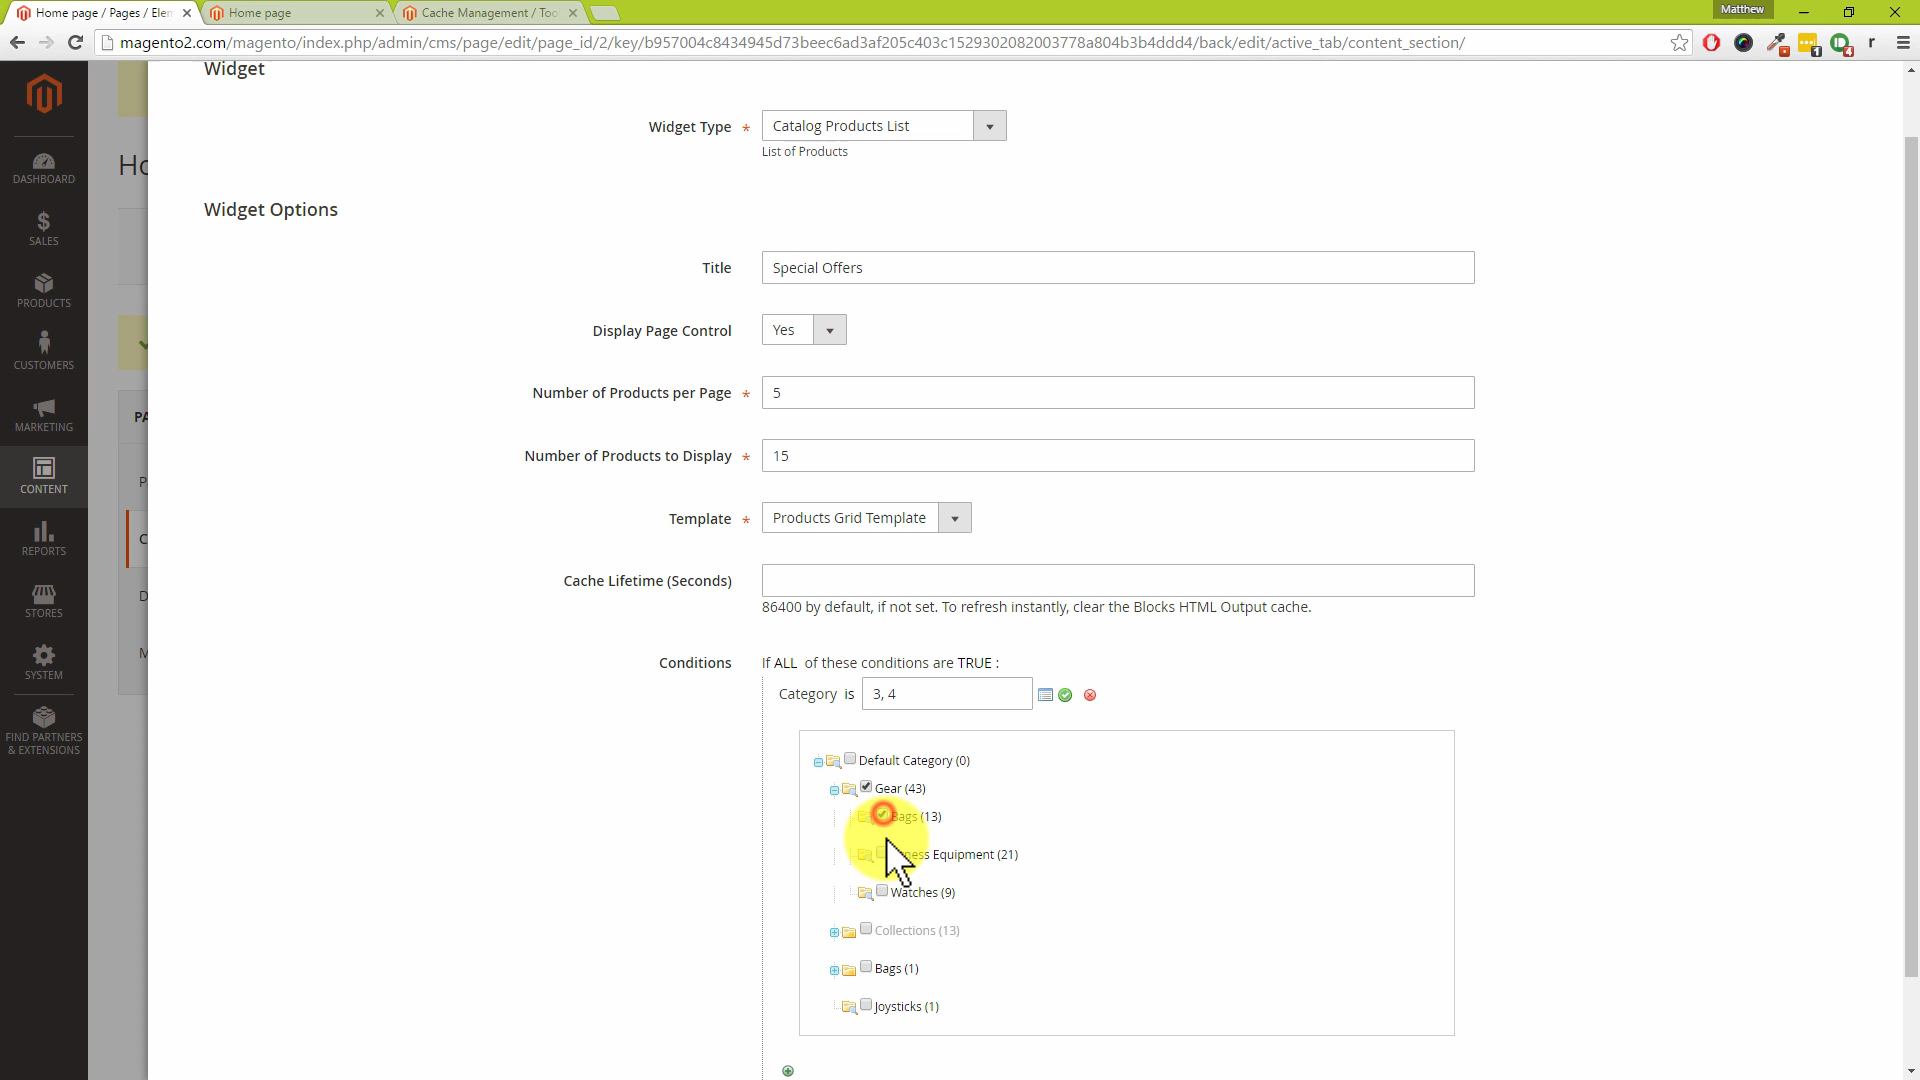 Home page / Pages / Elem
Home page
Cache Management / Too
Matthew
magento2.com/magento/index.php/admin/cms/page/edit/page_id/2/key/b957004c8434945d73beec6ad3af205c403c1529302082003778a804b3b4ddd4/back/edit/active_tab/content_section/
1
4
r
DASHBOARD
SALES
PRODUCTS
CUSTOMERS
MARKETING
CONTENT
REPORTS
STORES
SYSTEM
FIND PARTNERS
& EXTENSIONS
Ho
PA
P
C
D
M
Widget
Widget Type *
Catalog Products List
List of Products
Widget Options
Title
Special Offers
Display Page Control
Yes
Number of Products per Page *
5
Number of Products to Display *
15
Template *
Products Grid Template
Cache Lifetime (Seconds)
86400 by default, if not set. To refresh instantly, clear the Blocks HTML Output cache.
Conditions
If ALL of these conditions are TRUE :
Category is 3, 4
Default Category (0)
Gear (43)
Bags (13)
ness Equipment (21)
Watches (9)
Collections (13)
Bags (1)
Joysticks (1)